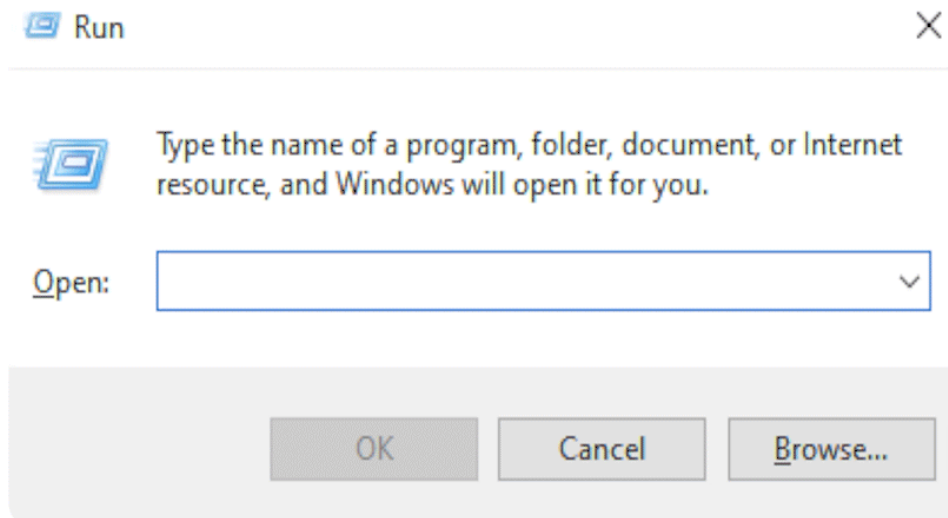 Run
Type the name of a program, folder, document, or Internet
resource, and Windows will open it for you.
Open:
OK
Cancel
Browse...